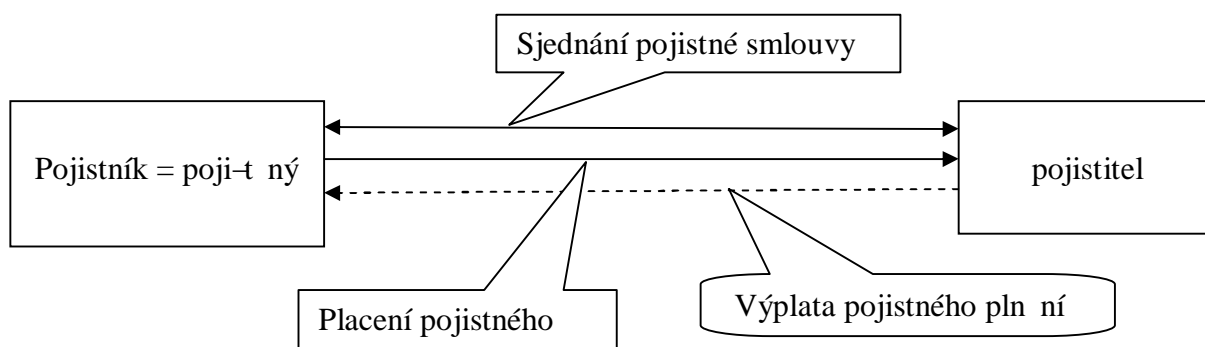 Sjednání pojistné smlouvy
Pojistník = poji–t ný
pojistitel
Placení pojistného
Výplata pojistného pln ní